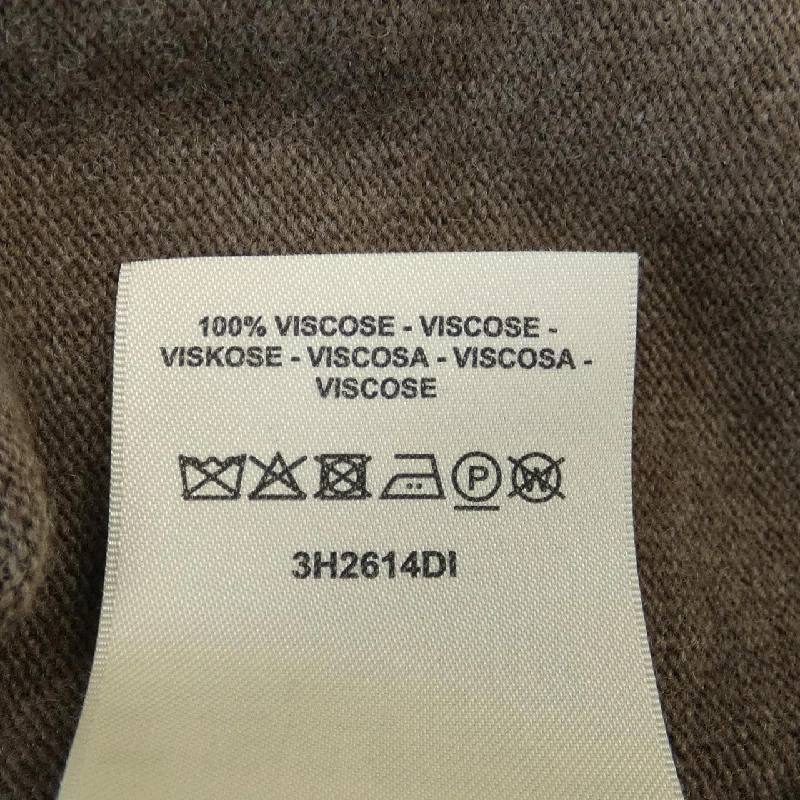 100% VISCOSE - VISCOSE -
VISKOSE - VISCOSA - VISCOSA -
VISCOSE
P W
3H2614DI